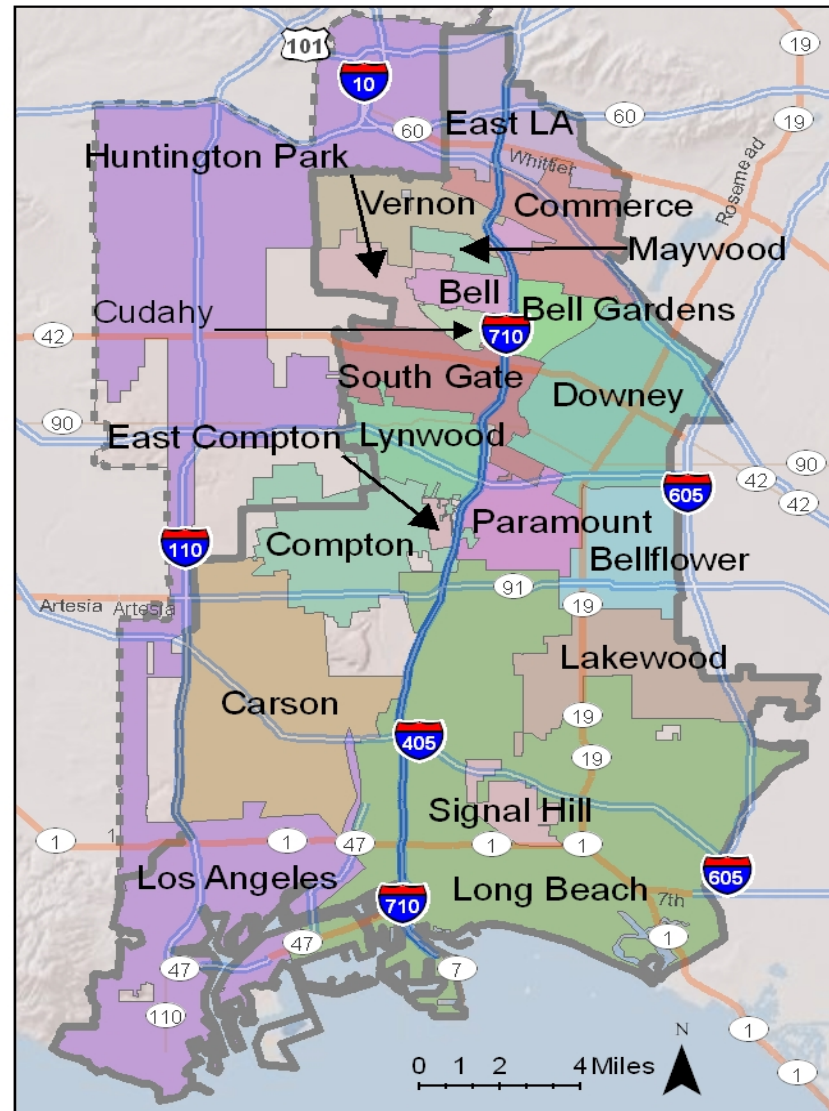 101
19
10
60
East LA
60
19
Huntington Park
Whittier
Rosemead
Vernon
Commerce
Maywood
Bell
Bell Gardens
Cudahy
710
42
South Gate
Downey
90
East Compton
Lynwood
90
42
605
42
Paramount
110
Compton
Bellflower
91
Artesia
Artesia
19
Lakewood
Carson
19
405
19
Signal Hill
1
1
1
47
1
1
Los Angeles
605
Long Beach
710
7th
47
1
47
7
110
N
1
0 1 2 4 Miles
1